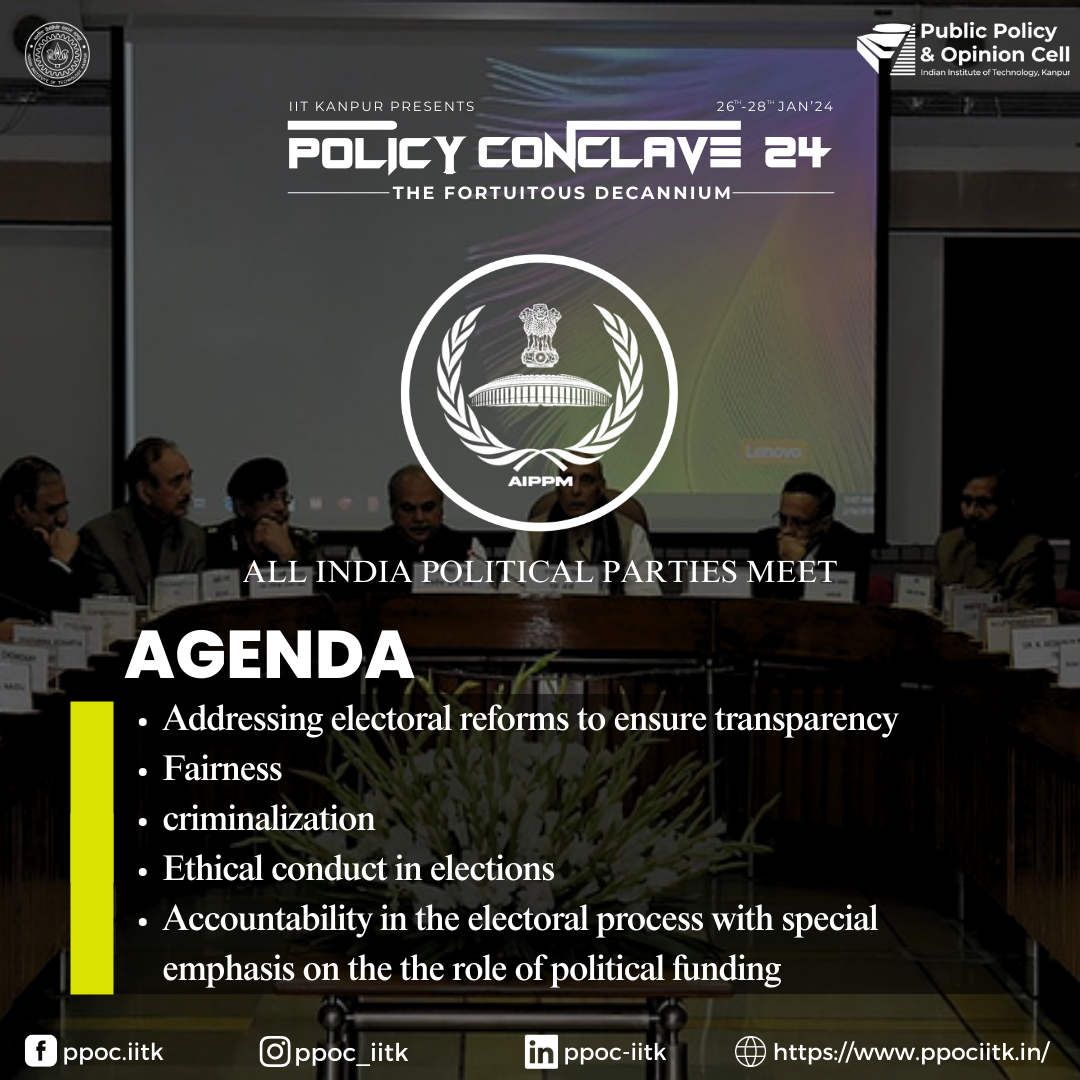 Public Policy
& Opinion Cell
Indian Institute of Technology, Kanpur
IIT KANPUR PRESENTS
26TH-28TH JAN'24
POLICY CONCLAVE 24
THE FORTUITOUS DECANNIUM
Lenovo
AIPPM
ALL INDIA POLITICAL PARTIES MEET
AGENDA
• Addressing electoral reforms to ensure transparency
• Fairness
• criminalization
• Ethical conduct in elections
• Accountability in the electoral process with special
emphasis on the the role of political funding
ppoc.iitk
ppoc_iitk
ppoc-iitk
https://www.ppociitk.in/